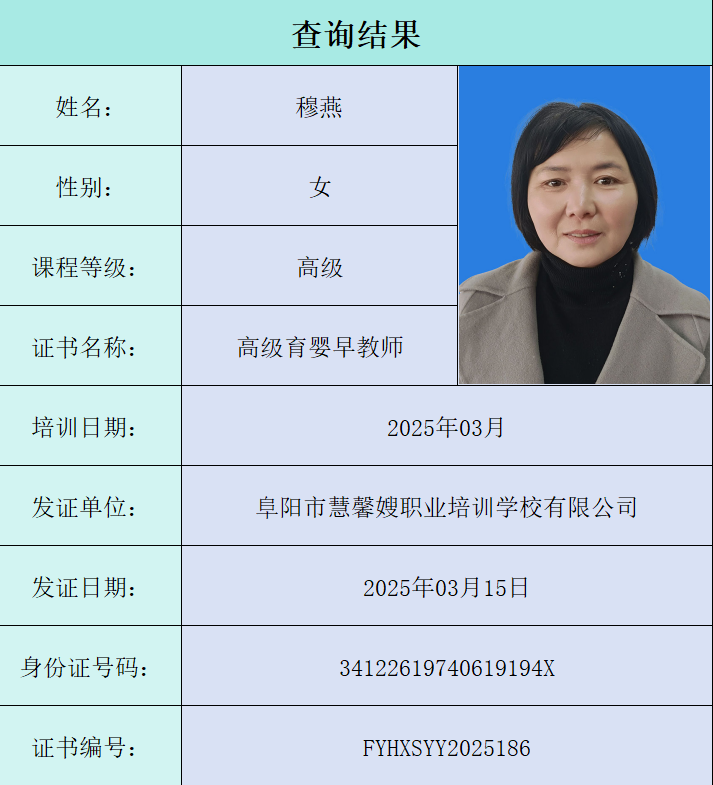 查询结果
姓名： 穆燕
性别： 女
课程等级： 高级
证书名称： 高级育婴早教师
培训日期： 2025年03月
发证单位： 阜阳市慧馨嫂职业培训学校有限公司
发证日期： 2025年03月15日
身份证号码： 34122619740619194X
证书编号： FYHXSYY2025186